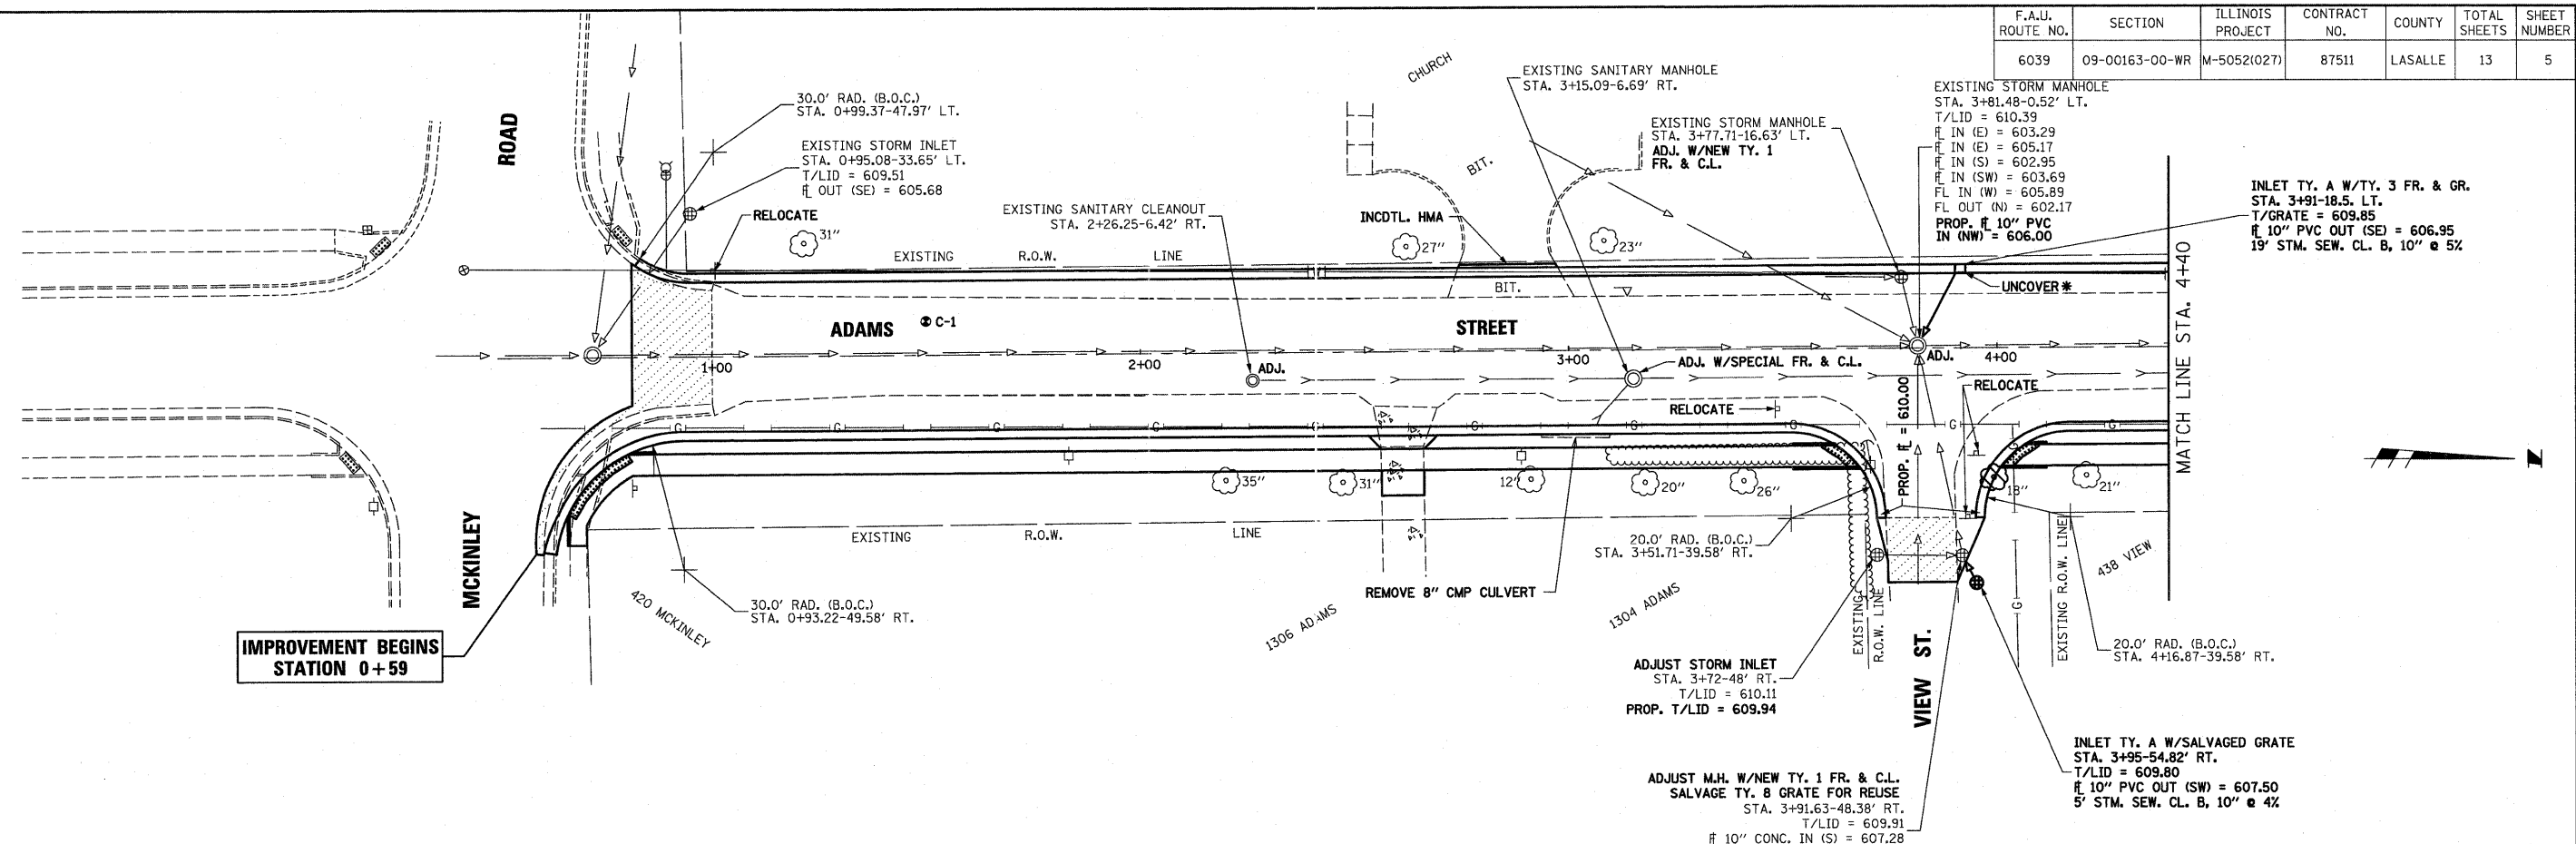 F.A.U. ROUTE NO. SECTION ILLINOIS PROJECT CONTRACT NO. COUNTY TOTAL SHEETS SHEET NUMBER
6039 09-00163-00-WR M-5052(027) 87511 LASALLE 13 5
ROAD
30.0' RAD. (B.O.C.)
STA. 0+99.37-47.97' LT.
EXISTING STORM INLET
STA. 0+95.08-33.65' LT.
T/LID = 609.51
FL OUT (SE) = 605.68
RELOCATE
31"
EXISTING SANITARY CLEANOUT
STA. 2+26.25-6.42' RT.
EXISTING R.O.W. LINE
CHURCH
BIT.
EXISTING SANITARY MANHOLE
STA. 3+15.09-6.69' RT.
INCDTL. HMA
27"
23"
BIT.
EXISTING STORM MANHOLE
STA. 3+77.71-16.63' LT.
ADJ. W/NEW TY. 1
FR. & C.L.
EXISTING STORM MANHOLE
STA. 3+81.48-0.52' LT.
T/LID = 610.39
FL IN (E) = 603.29
FL IN (E) = 605.17
FL IN (S) = 602.95
FL IN (SW) = 603.69
FL IN (W) = 605.89
FL OUT (N) = 602.17
PROP. FL 10" PVC
IN (NW) = 606.00
INLET TY. A W/TY. 3 FR. & GR.
STA. 3+91-18.5. LT.
T/GRATE = 609.85
FL 10" PVC OUT (SE) = 606.95
19' STM. SEW. CL. B, 10" @ 5%
UNCOVER*
MATCH LINE STA. 4+40
ADAMS
C-1
STREET
1+00
2+00
3+00
4+00
ADJ.
ADJ. W/SPECIAL FR. & C.L.
ADJ.
RELOCATE
RELOCATE
PROP. FL = 610.00
G G G G G G G G G G
35"
31"
12"
20"
26"
18"
21"
N
MCKINLEY
EXISTING R.O.W. LINE
20.0' RAD. (B.O.C.)
STA. 3+51.71-39.58' RT.
REMOVE 8" CMP CULVERT
30.0' RAD. (B.O.C.)
STA. 0+93.22-49.58' RT.
420 MCKINLEY
1306 ADAMS
1304 ADAMS
EXISTING
R.O.W. LINE
VIEW ST.
G
EXISTING R.O.W. LINE
438 VIEW
20.0' RAD. (B.O.C.)
STA. 4+16.87-39.58' RT.
IMPROVEMENT BEGINS
STATION 0+59
ADJUST STORM INLET
STA. 3+72-48' RT.
T/LID = 610.11
PROP. T/LID = 609.94
ADJUST M.H. W/NEW TY. 1 FR. & C.L.
SALVAGE TY. 8 GRATE FOR REUSE
STA. 3+91.63-48.38' RT.
T/LID = 609.91
FL 10" CONC. IN (S) = 607.28
INLET TY. A W/SALVAGED GRATE
STA. 3+95-54.82' RT.
T/LID = 609.80
FL 10" PVC OUT (SW) = 607.50
5' STM. SEW. CL. B, 10" @ 4%